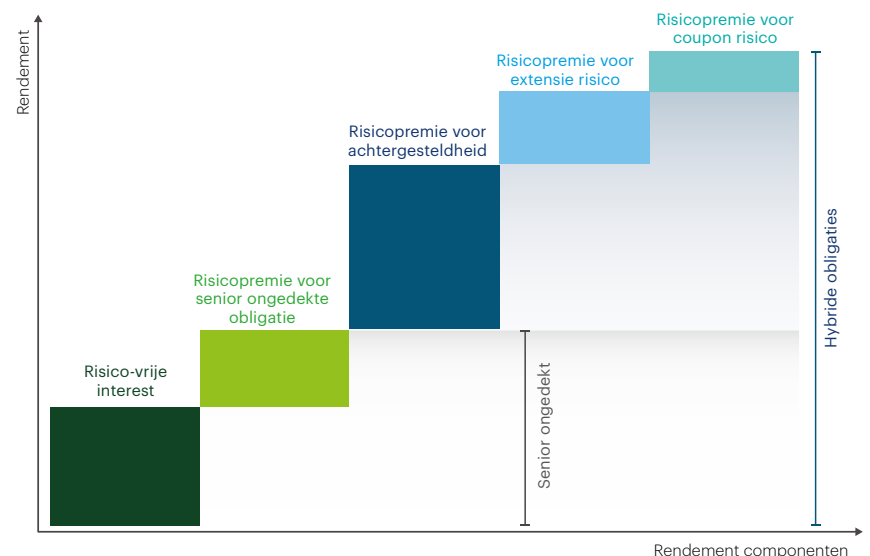 Rendement
Risicopremie voor
coupon risico
Risicopremie voor
extensie risico
Risicopremie voor
achtergesteldheid
Risicopremie voor
senior ongedekte
obligatie
Risico-vrije
interest
Senior ongedekt
Hybride obligaties
Rendement componenten